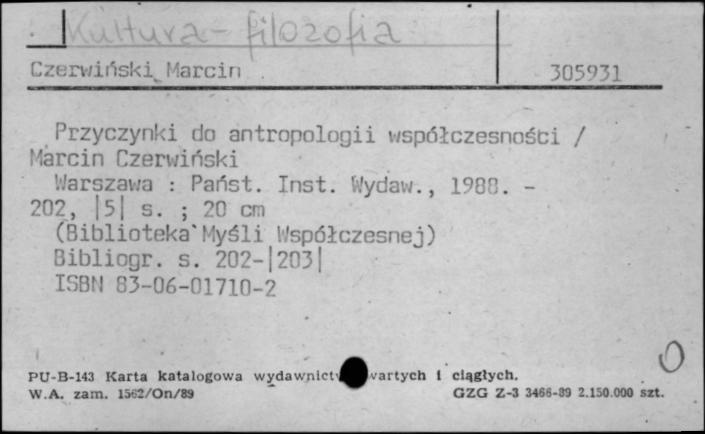 Kultura - filozofia
Czerwiński Marcin 305931
Przyczynki do antropologii współczesności /
Marcin Czerwiński
Warszawa : Państ. Inst. Wydaw., 1988. -
202, |5| s. ; 20 cm
(Biblioteka Myśli Współczesnej)
Bibliogr. s. 202-|203|
ISBN 83-06-01710-2
O
PU-B-143 Karta katalogowa wydawnict wartych i ciągłych.
W.A. zam. 1562/On/89 GZG Z-3 3466-89 2.150.000 szt.